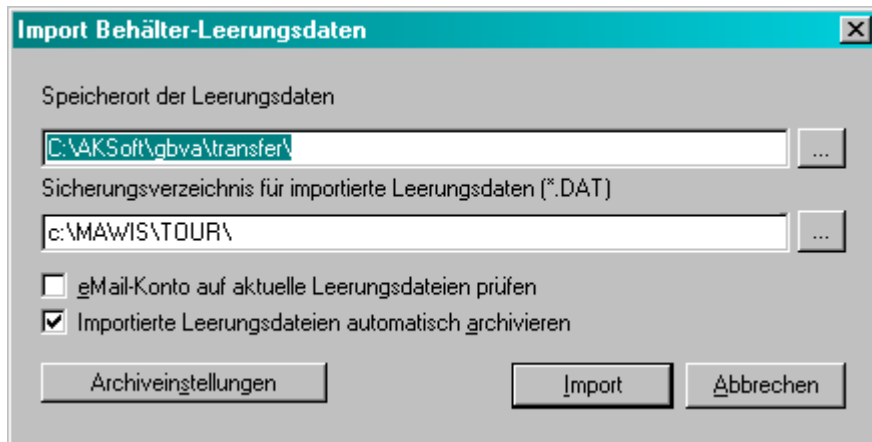 Import Behälter-Leerungsdaten
Speicherort der Leerungsdaten
C:\AKSoft\gbva\transfer\
...
Sicherungsverzeichnis für importierte Leerungsdaten (*.DAT)
c:\MAWIS\TOUR\
...
eMail-Konto auf aktuelle Leerungsdateien prüfen
Importierte Leerungsdateien automatisch archivieren
Archiveinstellungen Import Abbrechen